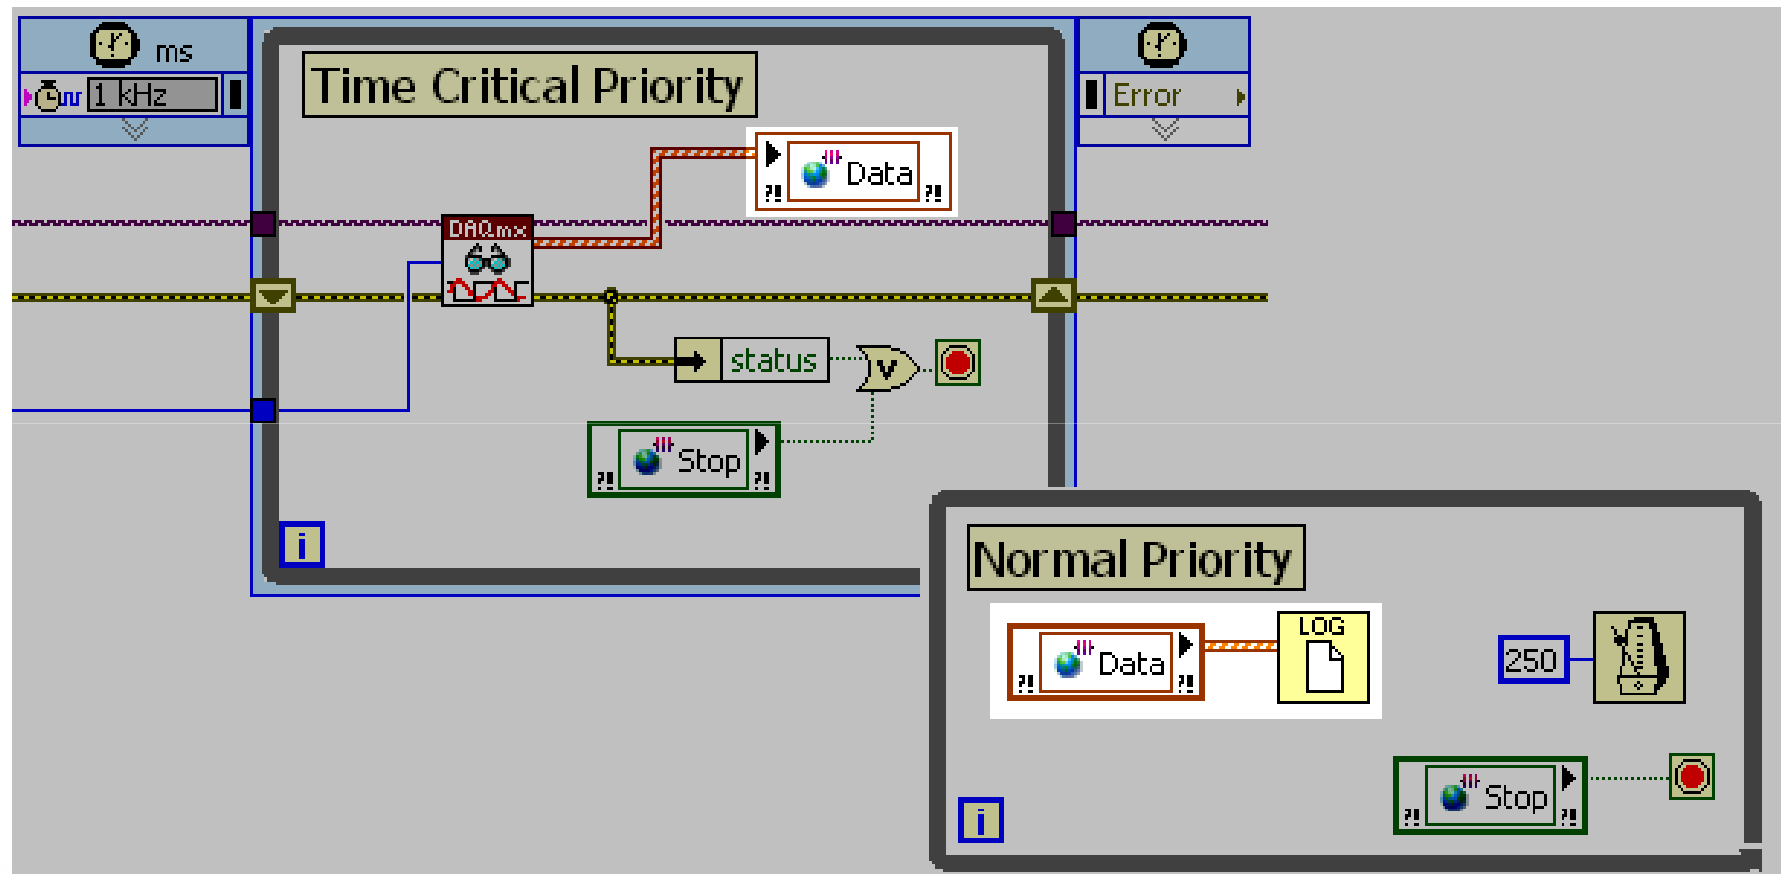 ms
1 kHz
Error
Time Critical Priority
?! Data ?!
DAQmx
status
V
?! Stop ?!
i
Normal Priority
?! Data ?!
LOG
250
?! Stop ?!
i